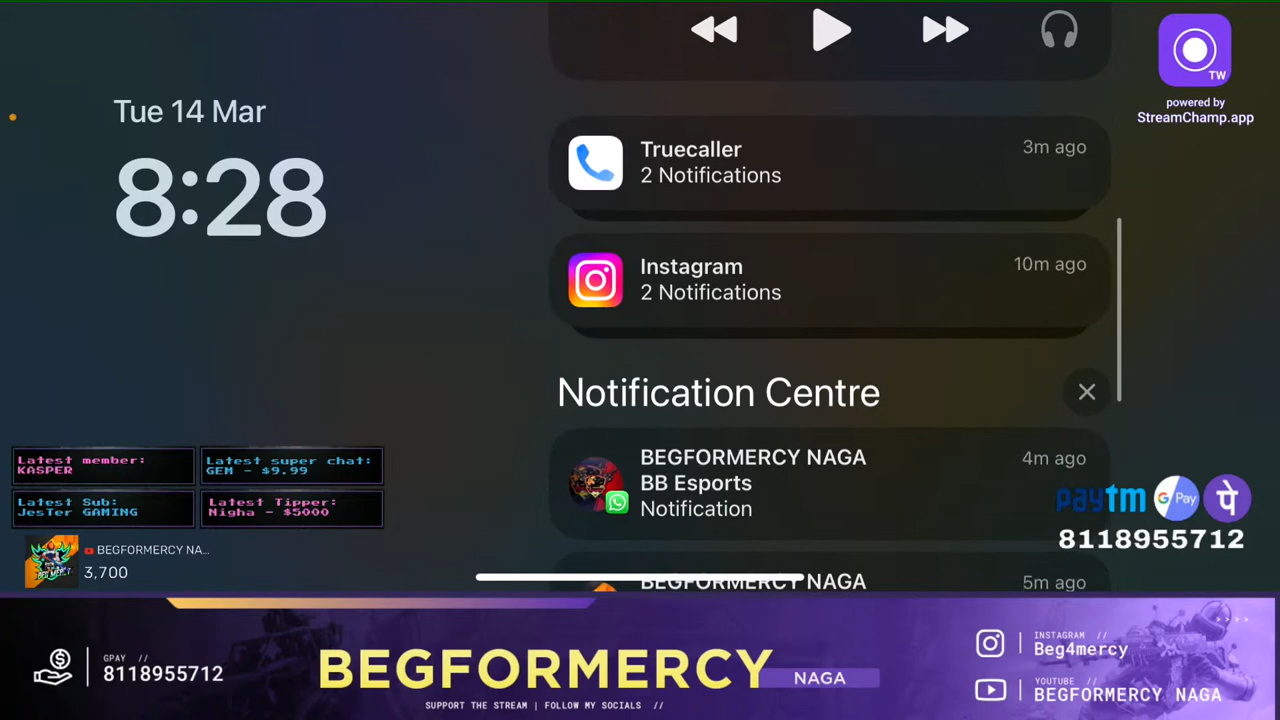 Tue 14 Mar
8:28
TW
powered by
StreamChamp.app
Truecaller
3m ago
2 Notifications
Instagram
10m ago
2 Notifications
Notification Centre
BEGFORMERCY NAGA
4m ago
BB Esports
Notification
BEGFORMERCY NAGA
5m ago
Latest member:
KASPER
Latest super chat:
GEM - $9.99
Latest Sub:
JesTer GAMING
Latest Tipper:
Nigha - $5000
BEGFORMERCY NA...
3,700
paytm
G Pay
पे
8118955712
GPAY //
8118955712
BEGFORMERCY
NAGA
SUPPORT THE STREAM | FOLLOW MY SOCIALS //
>>>>
INSTAGRAM //
Beg4mercy
YOUTUBE //
BEGFORMERCY NAGA